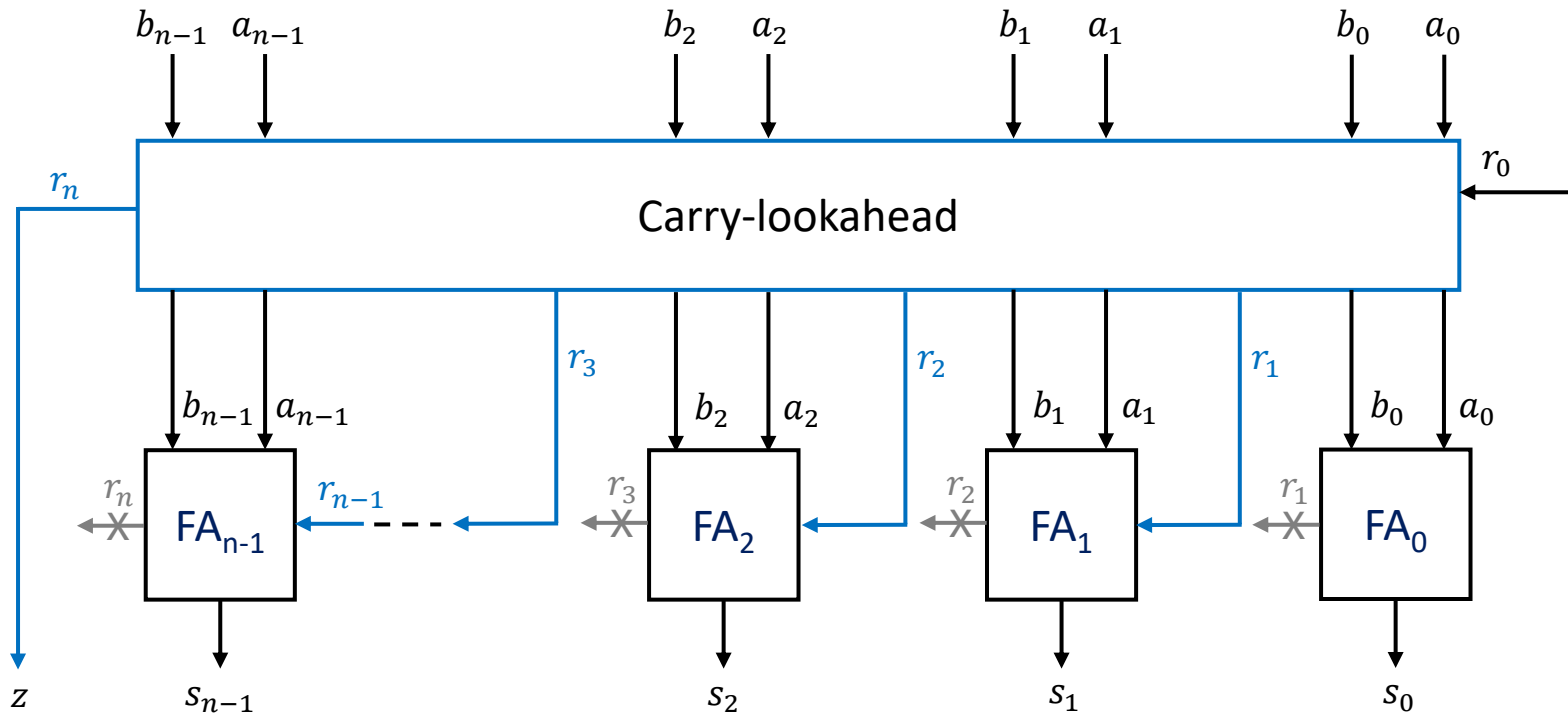 b_{n−1} a_{n−1} b_2 a_2 b_1 a_1 b_0 a_0
r_n Carry-lookahead r_0
r_3 r_2 r_1
b_{n−1} a_{n−1} b_2 a_2 b_1 a_1 b_0 a_0
r_n FA_{n-1} r_{n−1} r_3 FA_2 r_2 FA_1 r_1 FA_0
z s_{n−1} s_2 s_1 s_0